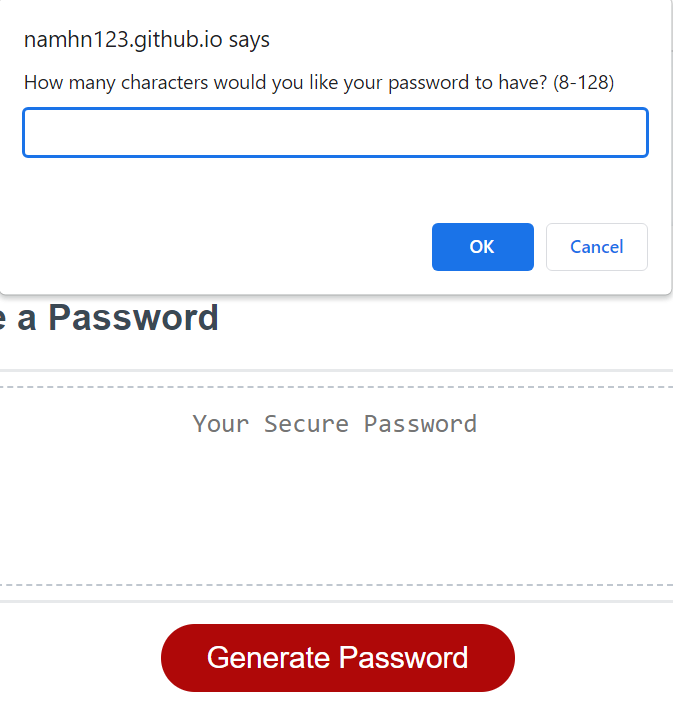 namhn123.github.io says
How many characters would you like your password to have? (8-128)
OK Cancel
a Password
Your Secure Password
Generate Password